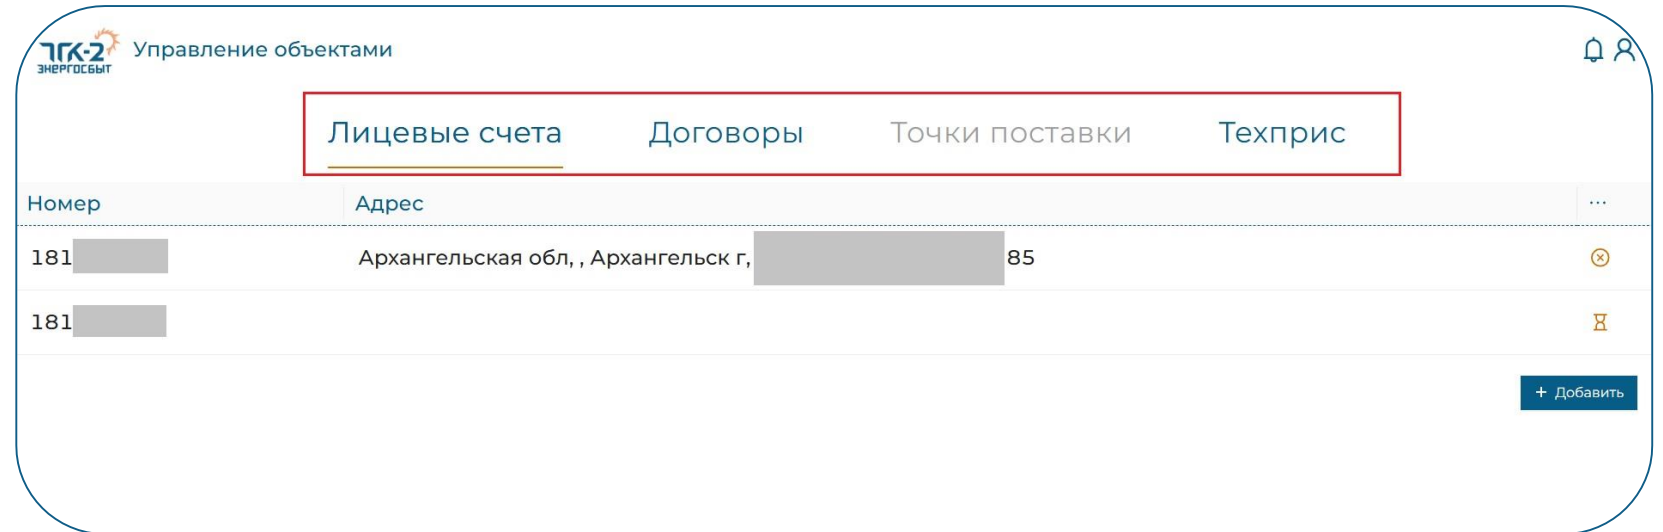 ТГК-2
ЭНЕРГОСБЫТ
Управление объектами
Лицевые счета Договоры Точки поставки Техприс
Номер Адрес ...
181 Архангельская обл, , Архангельск г, 85
181
+ Добавить